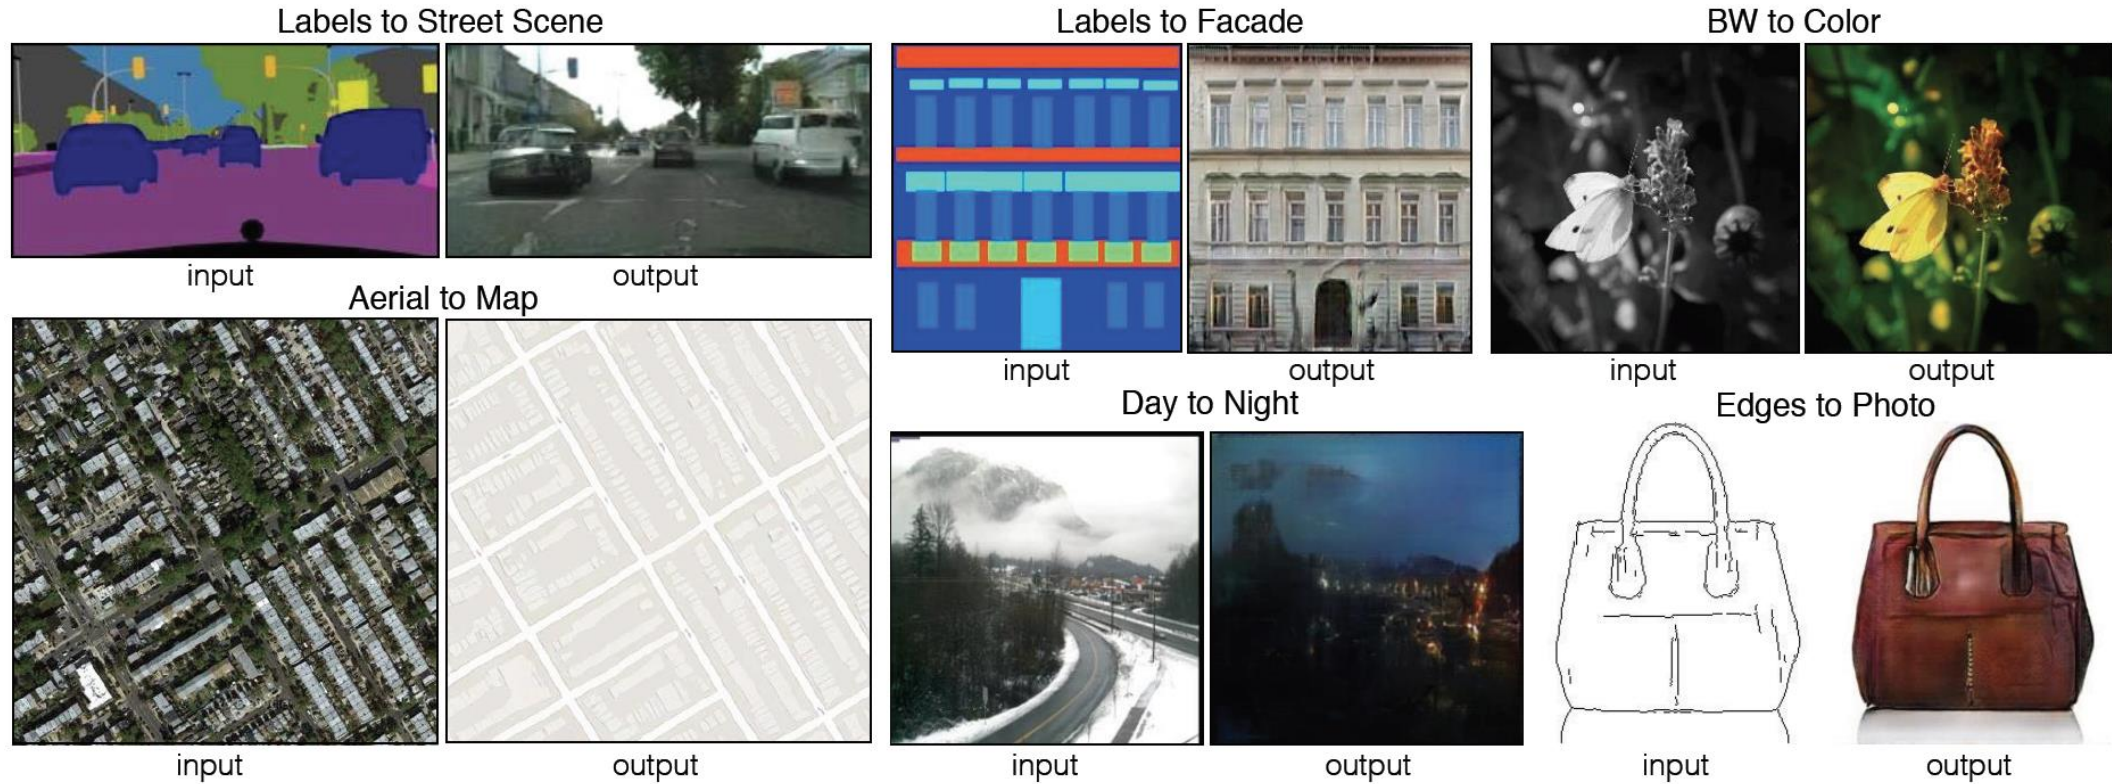 Labels to Street Scene
input
output
Aerial to Map
input
output
Labels to Facade
input
output
BW to Color
input
output
Day to Night
input
output
Edges to Photo
input
output